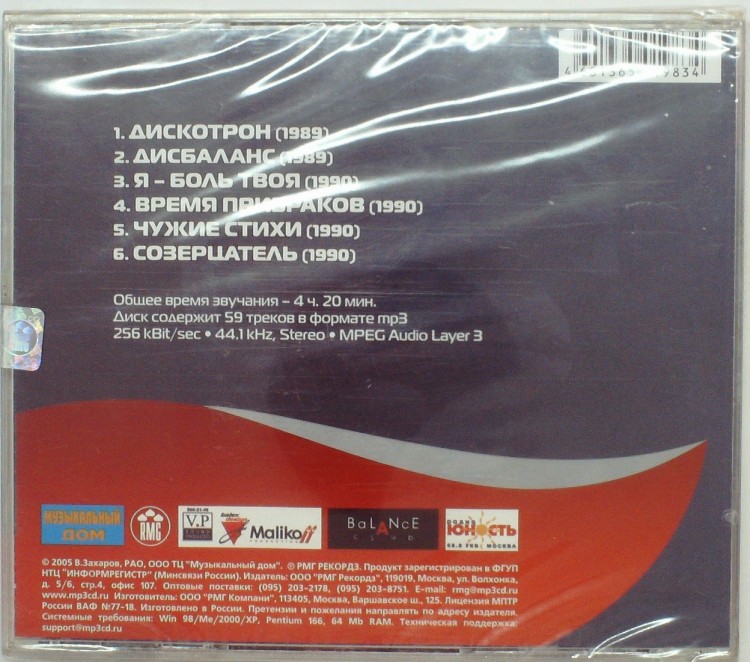 9834
1. ДИСКОТРОН (1989)
2. ДИСБАЛАНС (1989)
3. Я – БОЛЬ ТВОЯ (1990)
4. ВРЕМЯ ПРИЗРАКОВ (1990)
5. ЧУЖИЕ СТИХИ (1990)
6. СОЗЕРЦАТЕЛЬ (1990)
Общее время звучания – 4 ч. 20 мин.
Диск содержит 59 треков в формате mp3
256 kBit/sec • 44.1 kHz, Stereo • MPEG Audio Layer 3
МУЗЫКАЛЬНЫЙ
ДОМ
RMG
V.P
Malikoff
BaLANcE
CLUB
ЮНОСТЬ
68.8 УКВ МОСКВА
© 2005 В.Захаров, РАО, ООО ТЦ "Музыкальный дом". ℗ РМГ РЕКОРДЗ. Продукт зарегистрирован в ФГУП
НТЦ "ИНФОРМРЕГИСТР" (Минсвязи России). Издатель: ООО "РМГ Рекордз", 119019, Москва, ул. Волхонка,
д. 5/6, стр.4, офис 107. Оптовые поставки: (095) 203-2178, (095) 203-8751. E-mail: rmg@mp3cd.ru
www.mp3cd.ru Изготовитель: ООО "РМГ Компани", 113405, Москва, Варшавское ш., 125. Лицензия МПТР
России ВАФ №77-18. Изготовлено в России. Претензии и пожелания направлять по адресу издателя.
Системные требования: Win 98/Me/2000/XP, Pentium 166, 64 Mb RAM. Техническая поддержка:
support@mp3cd.ru